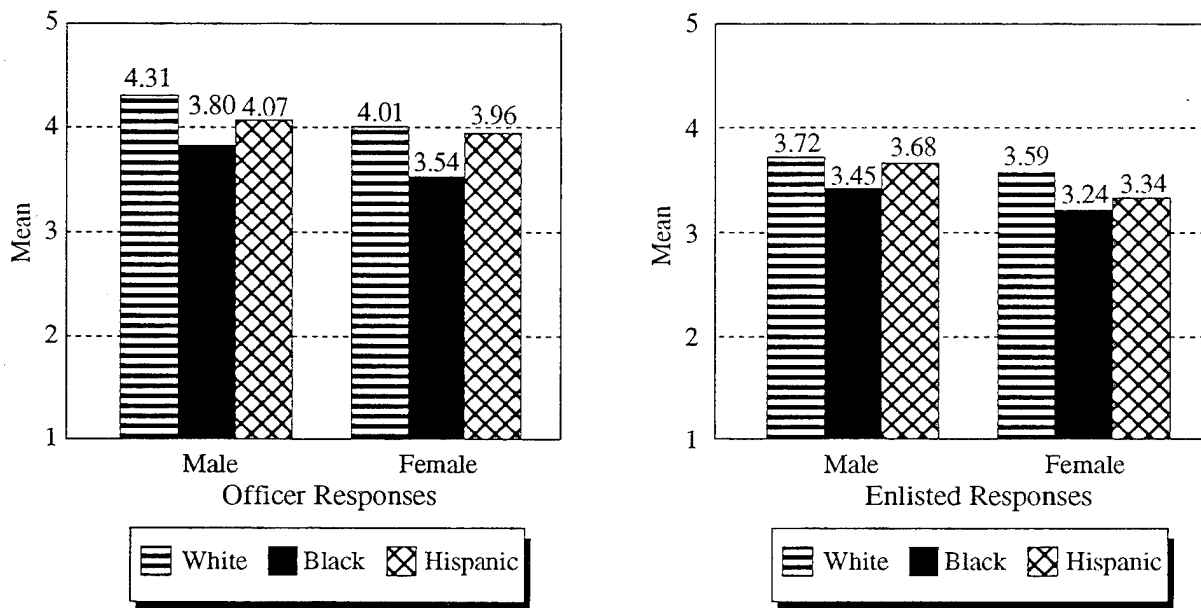 5
4.31
3.80 4.07
4.01
3.96
4
3.54
3
2
1
Mean
Male Female
Officer Responses
White Black Hispanic
5
4
3.72
3.45
3.68
3.59
3.24
3.34
3
2
1
Mean
Male Female
Enlisted Responses
White Black Hispanic